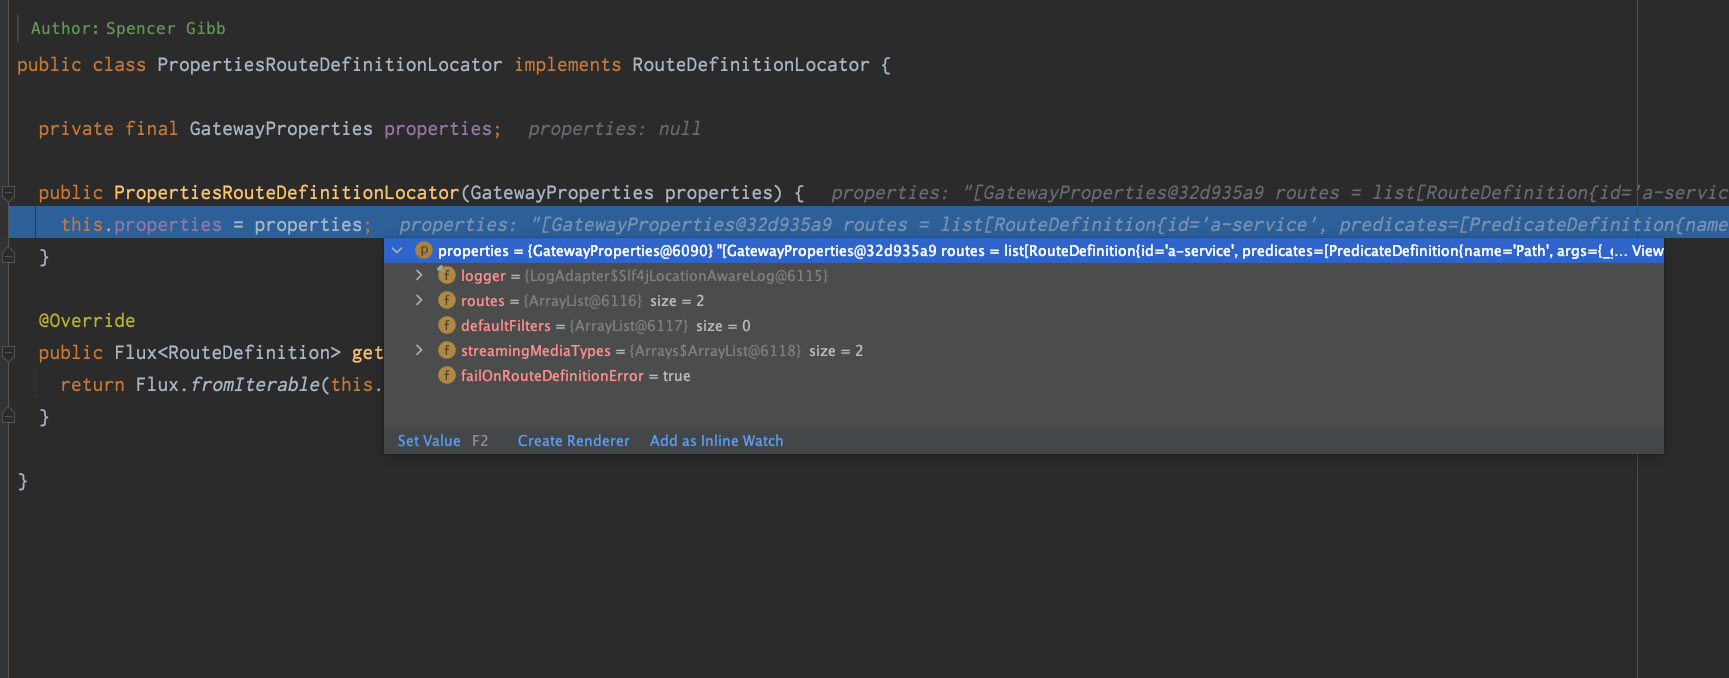 Author: Spencer Gibb
public class PropertiesRouteDefinitionLocator implements RouteDefinitionLocator {
private final GatewayProperties properties; properties: null
public PropertiesRouteDefinitionLocator(GatewayProperties properties) { properties: "[GatewayProperties@32d935a9 routes = list[RouteDefinition{id='a-servic
this.properties = properties; properties: "[GatewayProperties@32d935a9 routes = list[RouteDefinition{id='a-service', predicates=[PredicateDefinition{name
}
properties = {GatewayProperties@6090} "[GatewayProperties@32d935a9 routes = list[RouteDefinition{id='a-service', predicates=[PredicateDefinition{name='Path', args={_g... View
logger = {LogAdapter$Slf4jLocationAwareLog@6115}
routes = {ArrayList@6116} size = 2
defaultFilters = {ArrayList@6117} size = 0
streamingMediaTypes = {Arrays$ArrayList@6118} size = 2
failOnRouteDefinitionError = true
Set Value F2 Create Renderer Add as Inline Watch
@Override
public Flux<RouteDefinition> get
return Flux.fromIterable(this.
}
}